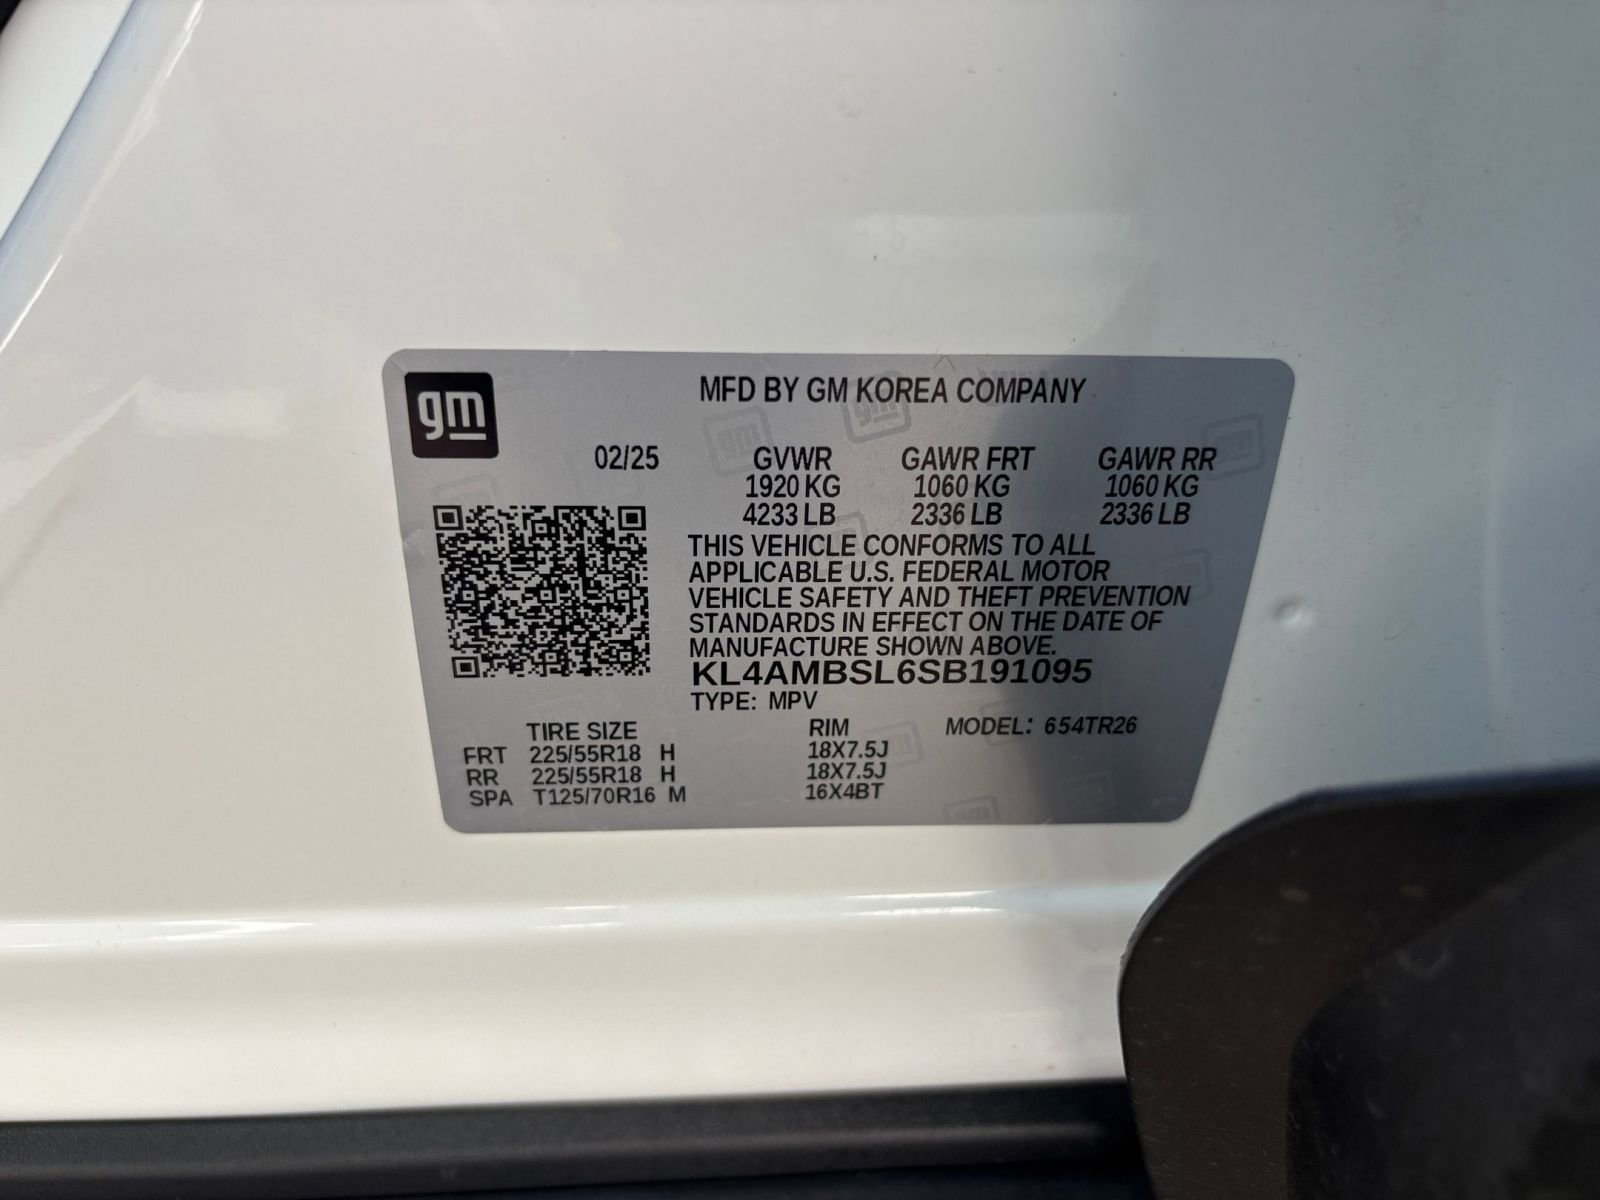 gm
MFD BY GM KOREA COMPANY
02/25 GVWR GAWR FRT GAWR RR
1920 KG 1060 KG 1060 KG
4233 LB 2336 LB 2336 LB
THIS VEHICLE CONFORMS TO ALL
APPLICABLE U.S. FEDERAL MOTOR
VEHICLE SAFETY AND THEFT PREVENTION
STANDARDS IN EFFECT ON THE DATE OF
MANUFACTURE SHOWN ABOVE.
KL4AMBSL6SB191095
TYPE: MPV
TIRE SIZE RIM MODEL: 654TR26
FRT 225/55R18 H 18X7.5J
RR 225/55R18 H 18X7.5J
SPA T125/70R16 M 16X4BT